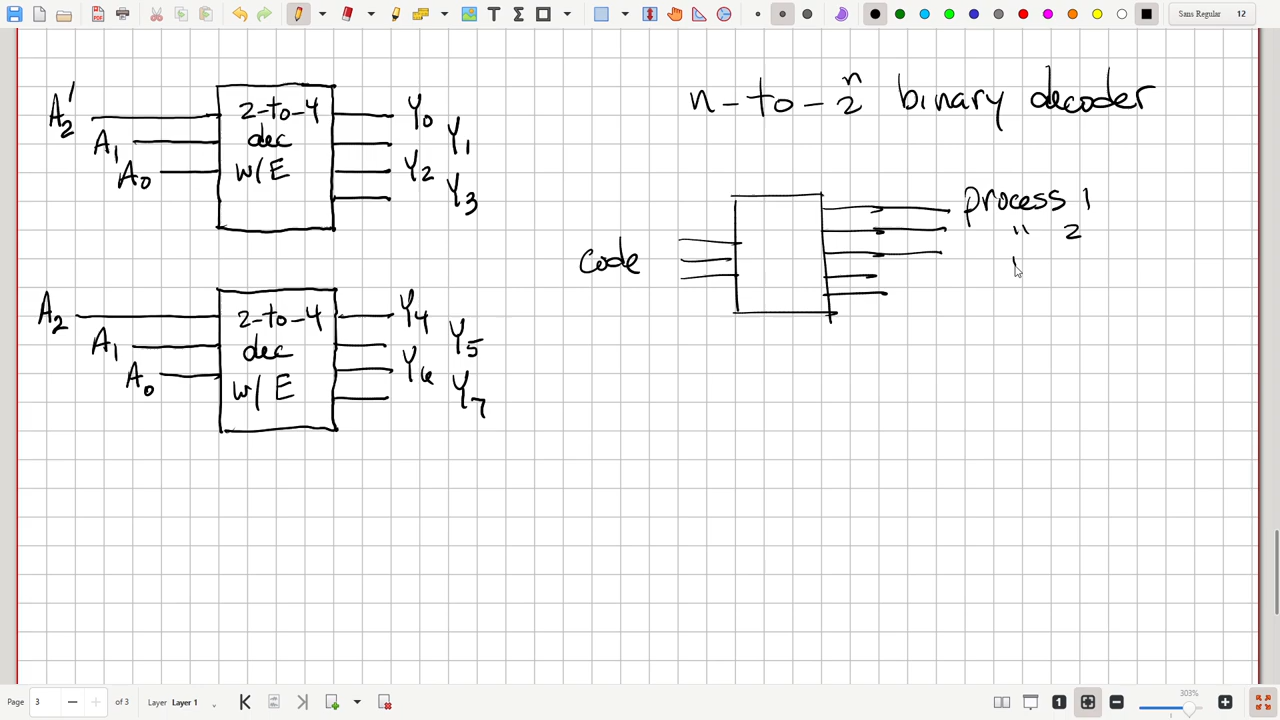 Sans Regular 12
n-to-2ⁿ binary decoder
A₂' A₁ A₀
2-to-4
dec
w/E
Y₀ Y₁ Y₂ Y₃
A₂ A₁ A₀
2-to-4
dec
w/E
Y₄ Y₅ Y₆ Y₇
code
process 1
" 2
Page 3 of 3 Layer Layer 1
303%